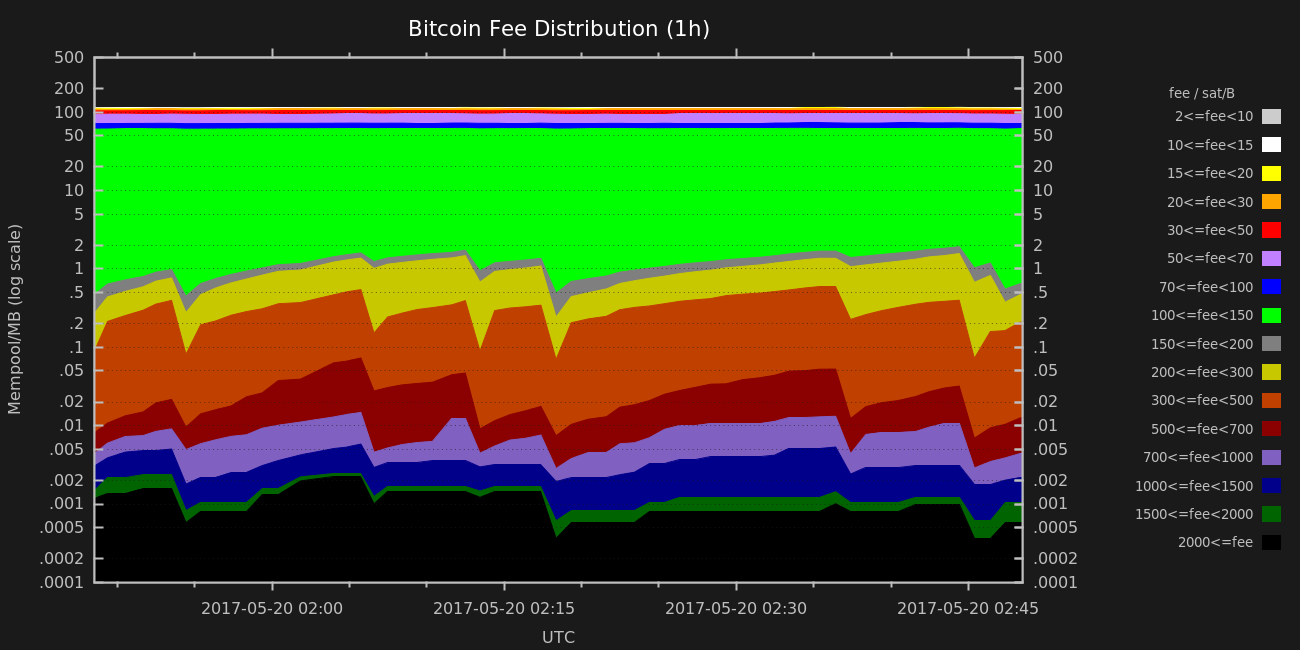 Bitcoin Fee Distribution (1h)
Mempool/MB (log scale)
500
200
100
50
20
10
5
2
1
.5
.2
.1
.05
.02
.01
.005
.002
.001
.0005
.0002
.0001
500
200
100
50
20
10
5
2
1
.5
.2
.1
.05
.02
.01
.005
.002
.001
.0005
.0002
.0001
2017-05-20 02:00 2017-05-20 02:15 2017-05-20 02:30 2017-05-20 02:45
UTC
fee / sat/B
2<=fee<10
10<=fee<15
15<=fee<20
20<=fee<30
30<=fee<50
50<=fee<70
70<=fee<100
100<=fee<150
150<=fee<200
200<=fee<300
300<=fee<500
500<=fee<700
700<=fee<1000
1000<=fee<1500
1500<=fee<2000
2000<=fee